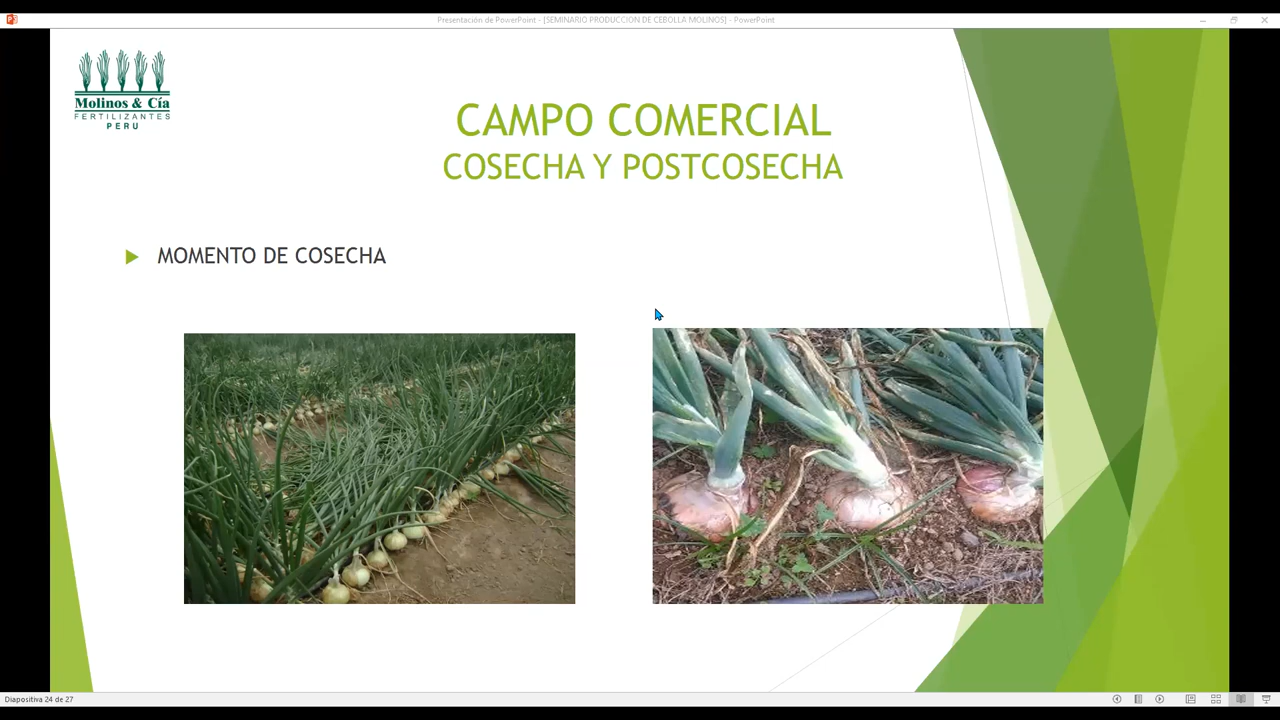 Presentación de PowerPoint - [SEMINARIO PRODUCCION DE CEBOLLA MOLINOS] - PowerPoint
Molinos & Cía
FERTILIZANTES
PERU
CAMPO COMERCIAL
COSECHA Y POSTCOSECHA
MOMENTO DE COSECHA
Diapositiva 24 de 27